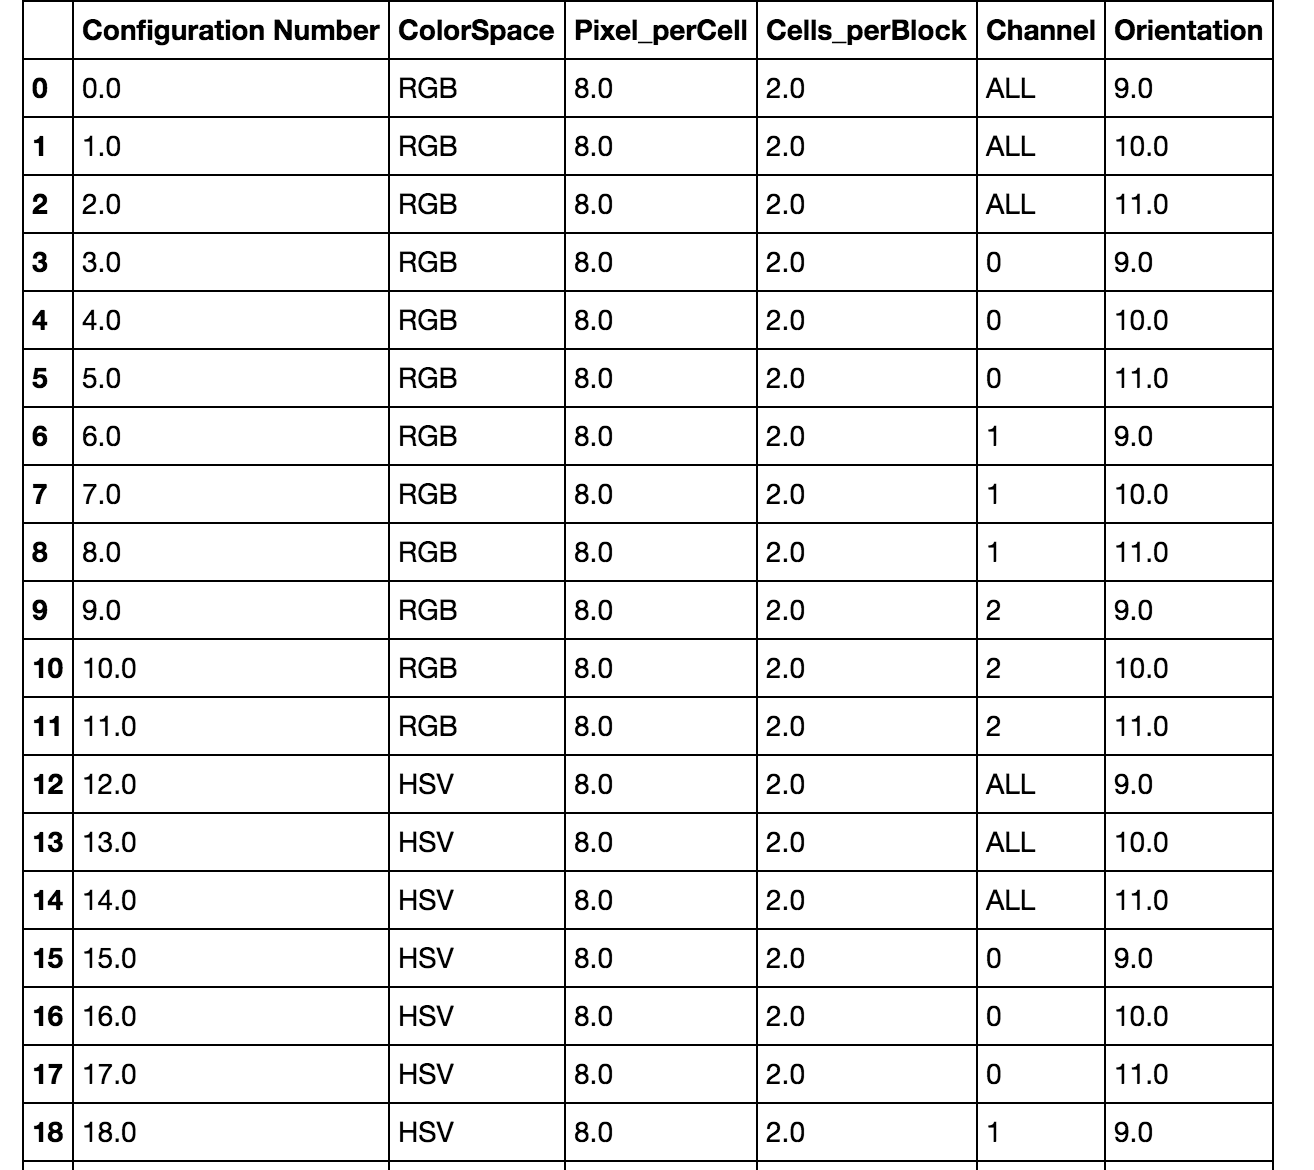 Configuration Number ColorSpace Pixel_perCell Cells_perBlock Channel Orientation
0 0.0 RGB 8.0 2.0 ALL 9.0
1 1.0 RGB 8.0 2.0 ALL 10.0
2 2.0 RGB 8.0 2.0 ALL 11.0
3 3.0 RGB 8.0 2.0 0 9.0
4 4.0 RGB 8.0 2.0 0 10.0
5 5.0 RGB 8.0 2.0 0 11.0
6 6.0 RGB 8.0 2.0 1 9.0
7 7.0 RGB 8.0 2.0 1 10.0
8 8.0 RGB 8.0 2.0 1 11.0
9 9.0 RGB 8.0 2.0 2 9.0
10 10.0 RGB 8.0 2.0 2 10.0
11 11.0 RGB 8.0 2.0 2 11.0
12 12.0 HSV 8.0 2.0 ALL 9.0
13 13.0 HSV 8.0 2.0 ALL 10.0
14 14.0 HSV 8.0 2.0 ALL 11.0
15 15.0 HSV 8.0 2.0 0 9.0
16 16.0 HSV 8.0 2.0 0 10.0
17 17.0 HSV 8.0 2.0 0 11.0
18 18.0 HSV 8.0 2.0 1 9.0